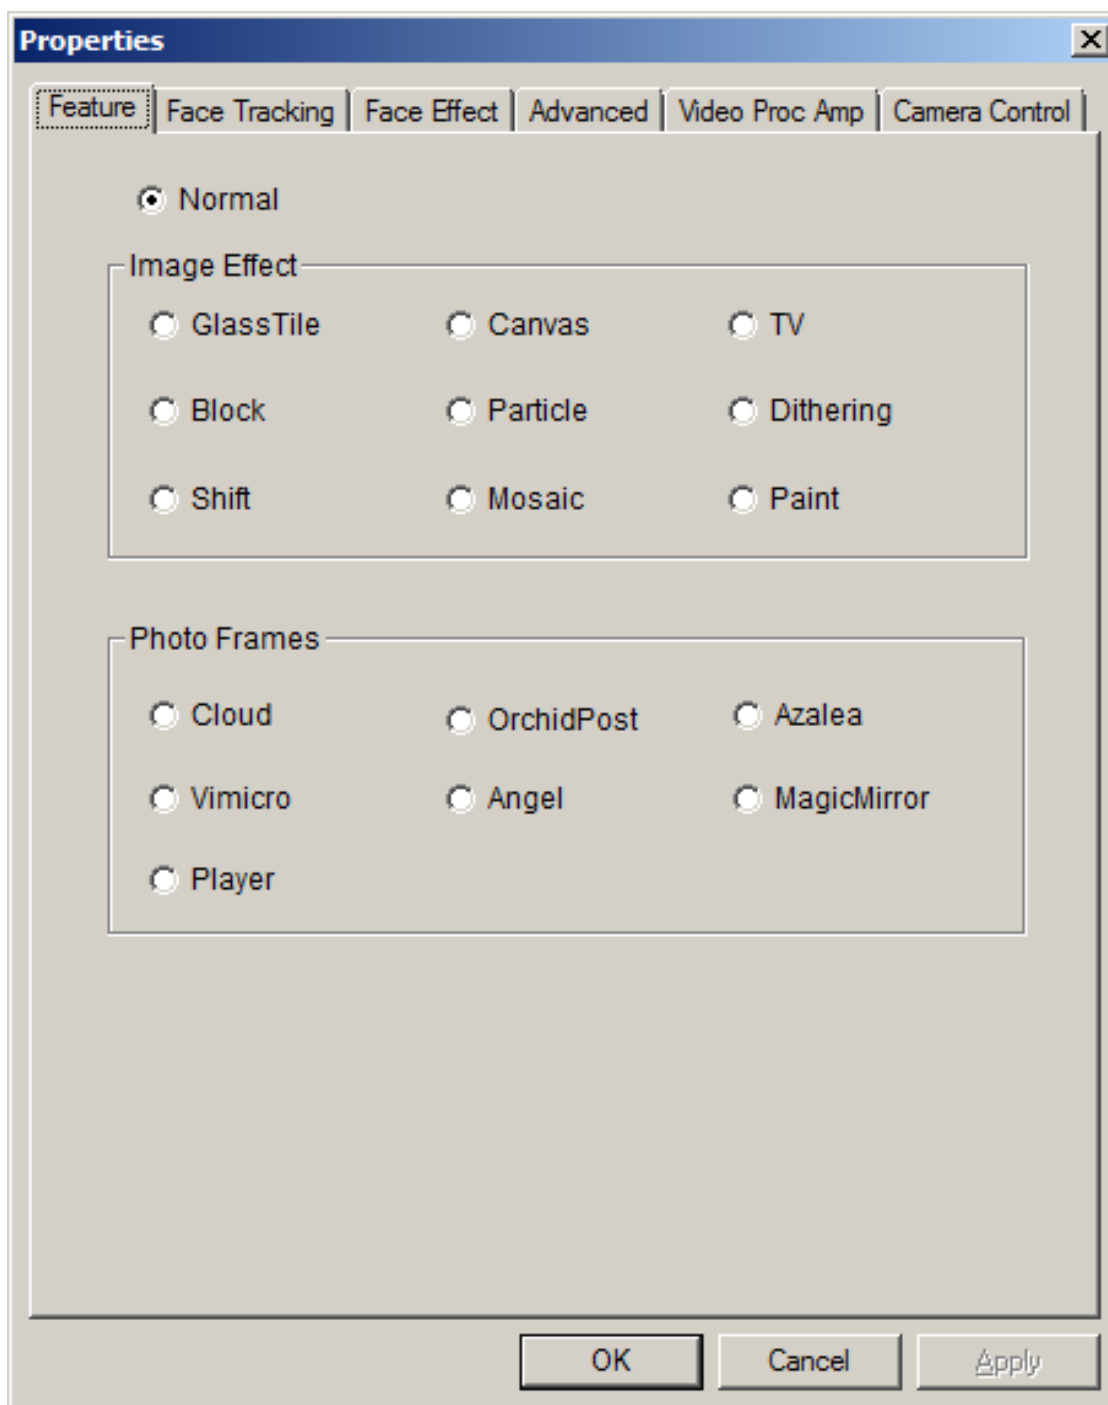 Properties
Feature Face Tracking Face Effect Advanced Video Proc Amp Camera Control
Normal
Image Effect
GlassTile Canvas TV
Block Particle Dithering
Shift Mosaic Paint
Photo Frames
Cloud OrchidPost Azalea
Vimicro Angel MagicMirror
Player
OK Cancel Apply